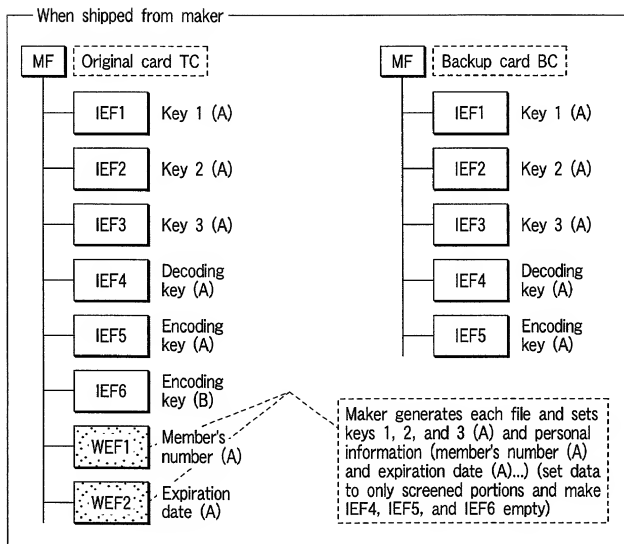 When shipped from maker
MF
Original card TC
IEF1
Key 1 (A)
IEF2
Key 2 (A)
IEF3
Key 3 (A)
IEF4
Decoding
key (A)
IEF5
Encoding
key (A)
IEF6
Encoding
key (B)
WEF1
Member's
number (A)
WEF2
Expiration
date (A)
MF
Backup card BC
IEF1
Key 1 (A)
IEF2
Key 2 (A)
IEF3
Key 3 (A)
IEF4
Decoding
key (A)
IEF5
Encoding
key (A)
Maker generates each file and sets
keys 1, 2, and 3 (A) and personal
information (member's number (A)
and expiration date (A)...) (set data
to only screened portions and make
IEF4, IEF5, and IEF6 empty)